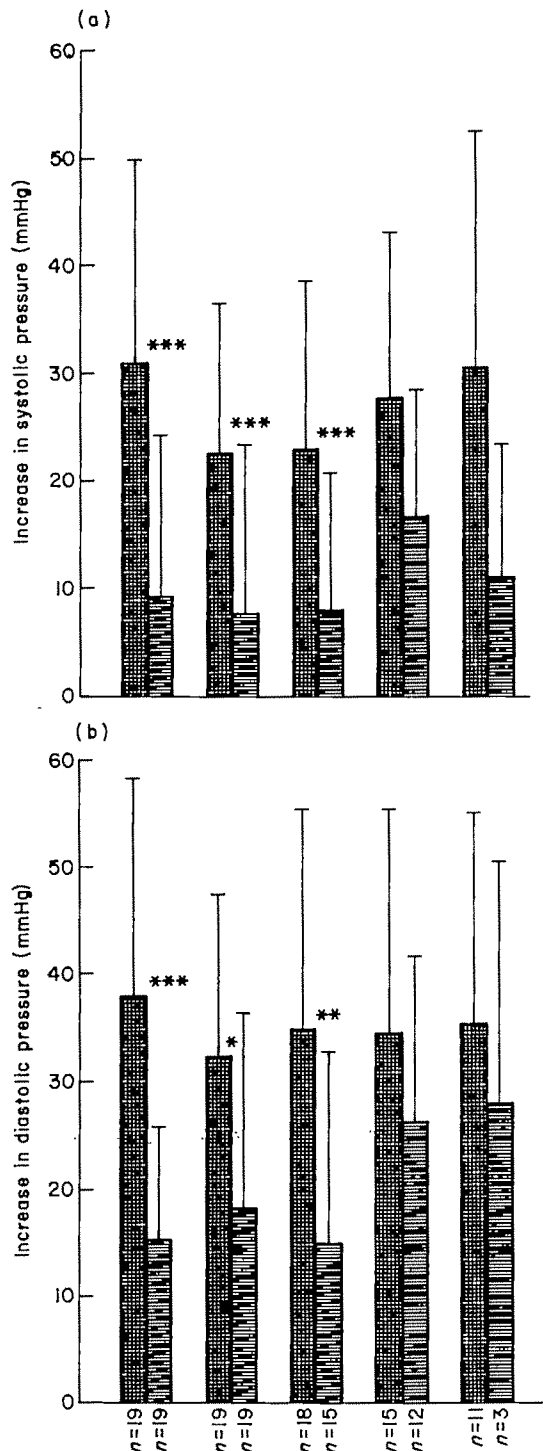 (a)
Increase in systolic pressure (mmHg)
60
50
40
30
20
10
0
***
***
***
(b)
Increase in diastolic pressure (mmHg)
60
50
40
30
20
10
0
***
*
**
n=19
n=19
n=19
n=19
n=18
n=15
n=15
n=12
n=11
n=3